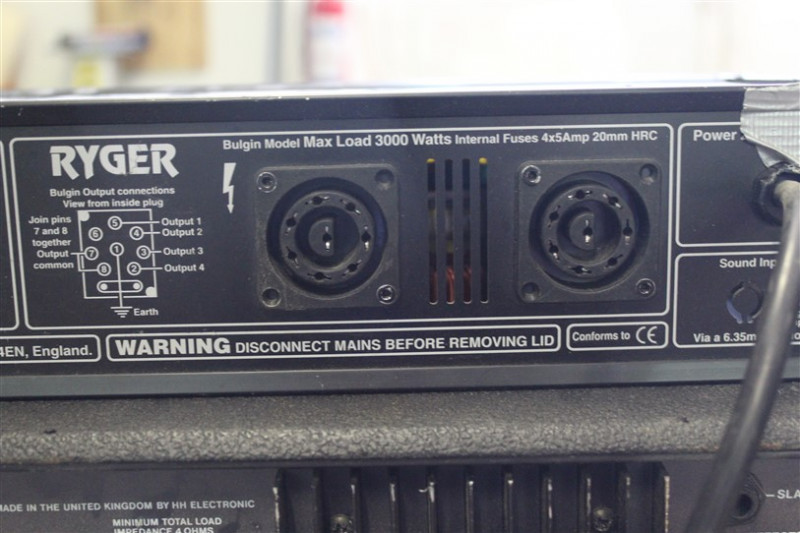 RYGER
Bulgin Output connections
View from inside plug
Join pins
7 and 8
together
Output
common
5
6
4
7
1
3
8
2
Output 1
Output 2
Output 3
Output 4
Earth
Bulgin Model Max Load 3000 Watts Internal Fuses 4x5Amp 20mm HRC
Power
Sound Inp
Via a 6.35m
4EN, England.
WARNING DISCONNECT MAINS BEFORE REMOVING LID
Conforms to CE
MADE IN THE UNITED KINGDOM BY HH ELECTRONIC
MINIMUM TOTAL LOAD
IMPEDANCE 4 OHMS
SLA